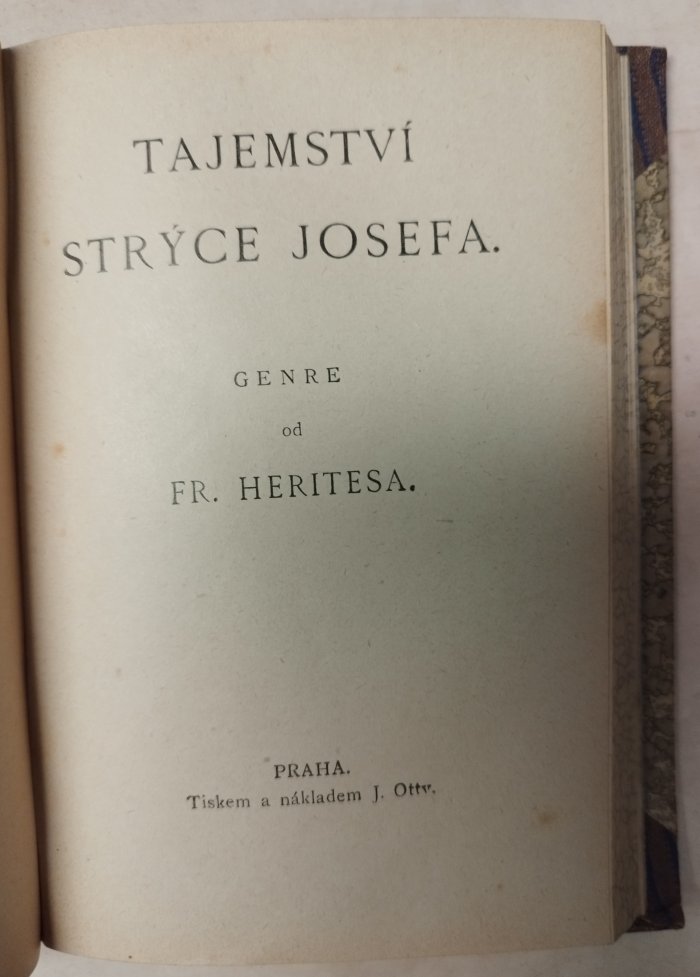 TAJEMSTVÍ
STRÝCE JOSEFA.
GENRE
od
FR. HERITESA.
PRAHA.
Tiskem a nákladem J. Otty.